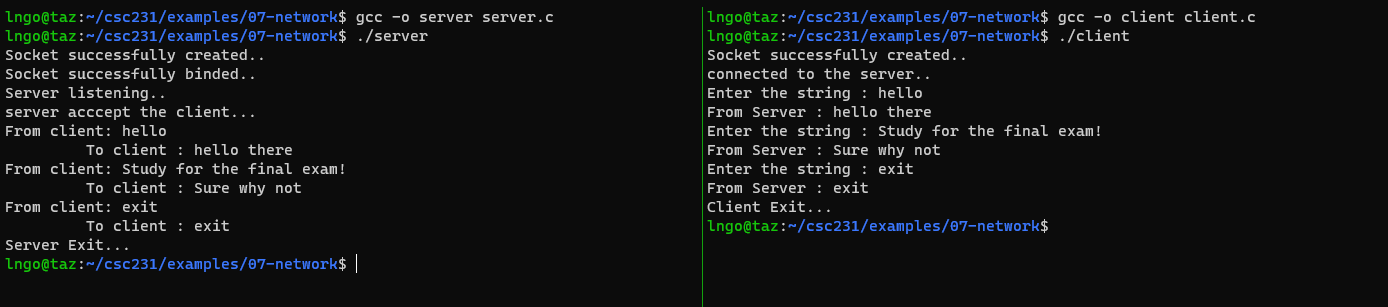 lngo@taz:~/csc231/examples/07-network$ gcc -o server server.c
lngo@taz:~/csc231/examples/07-network$ ./server
Socket successfully created..
Socket successfully binded..
Server listening..
server acccept the client...
From client: hello
         To client : hello there
From client: Study for the final exam!
         To client : Sure why not
From client: exit
         To client : exit
Server Exit...
lngo@taz:~/csc231/examples/07-network$
lngo@taz:~/csc231/examples/07-network$ gcc -o client client.c
lngo@taz:~/csc231/examples/07-network$ ./client
Socket successfully created..
connected to the server..
Enter the string : hello
From Server : hello there
Enter the string : Study for the final exam!
From Server : Sure why not
Enter the string : exit
From Server : exit
Client Exit...
lngo@taz:~/csc231/examples/07-network$